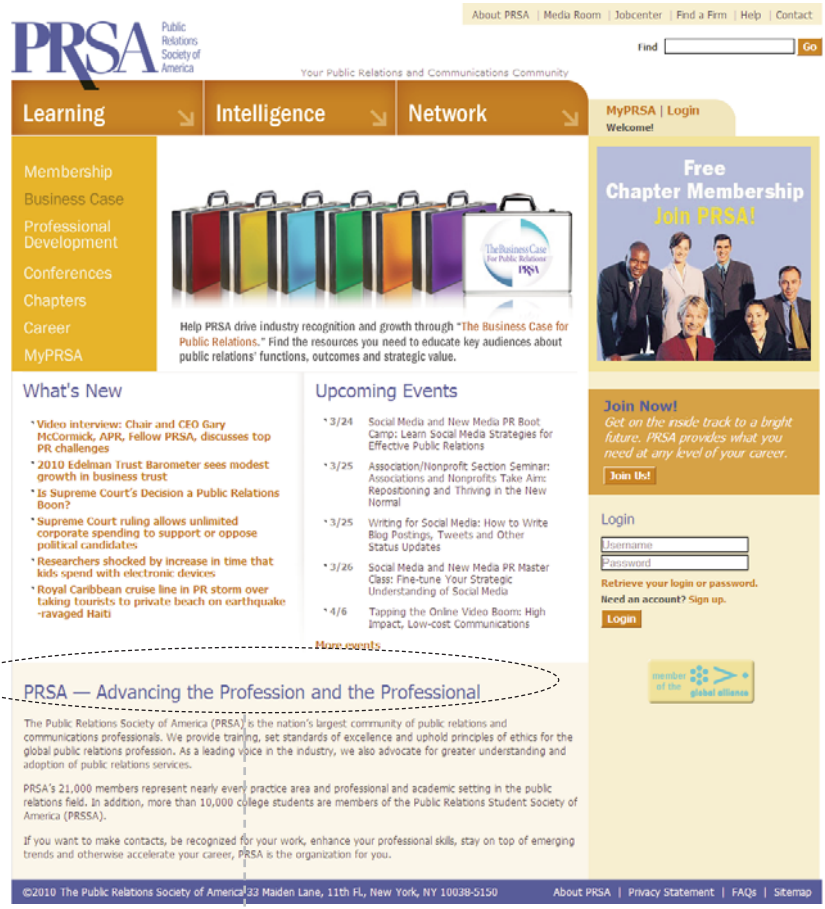 About PRSA | Media Room | Jobcenter | Find a Firm | Help | Contact
PRSA
Public
Relations
Society of
America
Find
Go
Your Public Relations and Communications Community
Learning
Intelligence
Network
MyPRSA | Login
Welcome!
Membership
Business Case
Professional
Development
Conferences
Chapters
Career
MyPRSA
The Business Case
For Public Relations
PRSA
Help PRSA drive industry recognition and growth through “The Business Case for
Public Relations.” Find the resources you need to educate key audiences about
public relations’ functions, outcomes and strategic value.
Free
Chapter Membership
Join PRSA!
What's New
Video interview: Chair and CEO Gary
McCormick, APR, Fellow PRSA, discusses top
PR challenges
2010 Edelman Trust Barometer sees modest
growth in business trust
Is Supreme Court’s Decision a Public Relations
Boon?
Supreme Court ruling allows unlimited
corporate spending to support or oppose
political candidates
Researchers shocked by increase in time that
kids spend with electronic devices
Royal Caribbean cruise line in PR storm over
taking tourists to private beach on earthquake
-ravaged Haiti
Upcoming Events
3/24 Social Media and New Media PR Boot
Camp: Learn Social Media Strategies for
Effective Public Relations
3/25 Association/Nonprofit Section Seminar:
Associations and Nonprofits Take Aim:
Repositioning and Thriving in the New
Normal
3/25 Writing for Social Media: How to Write
Blog Postings, Tweets and Other
Status Updates
3/26 Social Media and New Media PR Master
Class: Fine-tune Your Strategic
Understanding of Social Media
4/6 Tapping the Online Video Boom: High
Impact, Low-cost Communications
More events
Join Now!
Get on the inside track to a bright
future. PRSA provides what you
need at any level of your career.
Join Us!
Login
Username
Password
Retrieve your login or password.
Need an account? Sign up.
Login
member
of the
global alliance
PRSA — Advancing the Profession and the Professional
The Public Relations Society of America (PRSA) is the nation’s largest community of public relations and
communications professionals. We provide training, set standards of excellence and uphold principles of ethics for the
global public relations profession. As a leading voice in the industry, we also advocate for greater understanding and
adoption of public relations services.
PRSA’s 21,000 members represent nearly every practice area and professional and academic setting in the public
relations field. In addition, more than 10,000 college students are members of the Public Relations Student Society of
America (PRSSA).
If you want to make contacts, be recognized for your work, enhance your professional skills, stay on top of emerging
trends and otherwise accelerate your career, PRSA is the organization for you.
©2010 The Public Relations Society of America 33 Maiden Lane, 11th Fl., New York, NY 10038-5150
About PRSA | Privacy Statement | FAQs | Sitemap